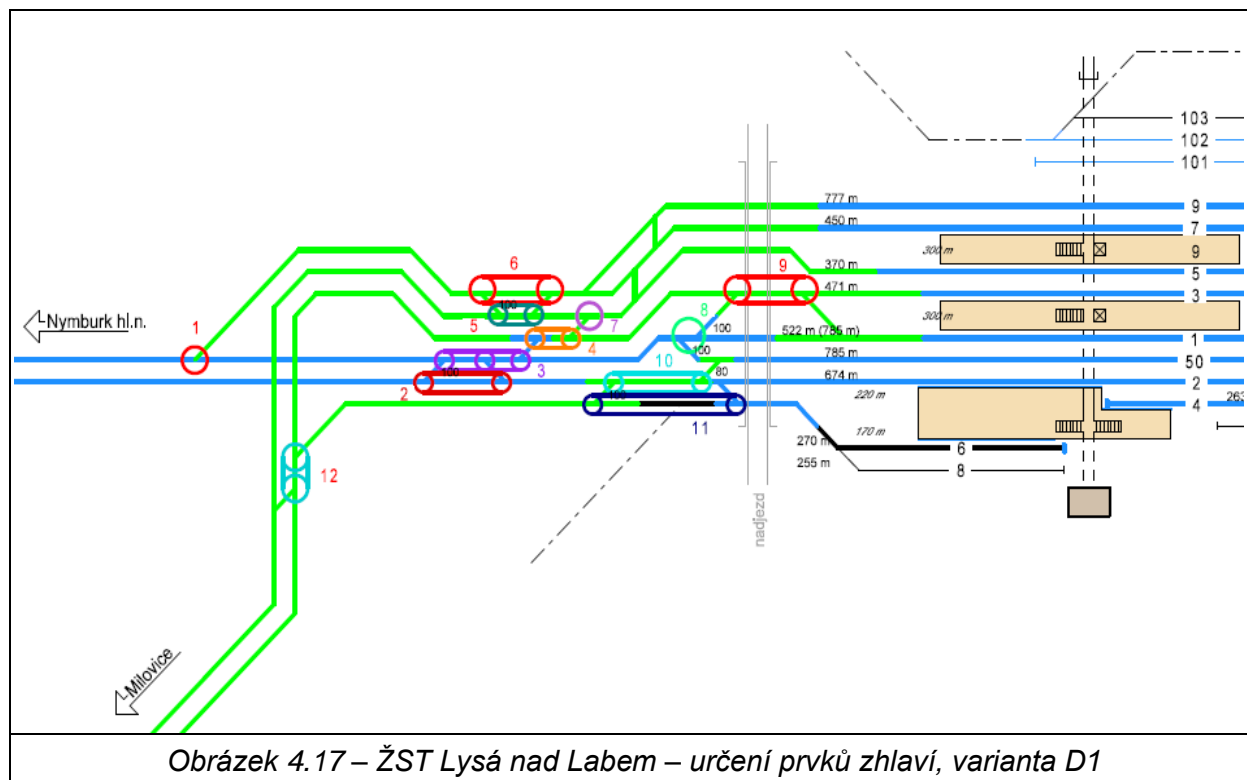 103
102
101
777 m
9
450 m
7
300 m
9
6
9
370 m
5
100
471 m
3
Nymburk hl.n.
1
5
7
8
300 m
4
100
522 m (786 m)
1
3
100
10
100
785 m
50
2
80
674 m
2
100
220 m
4
263
11
170 m
12
270 m
6
255 m
8
nadjezd
Milovice
Obrázek 4.17 – ŽST Lysá nad Labem – určení prvků zhlaví, varianta D1